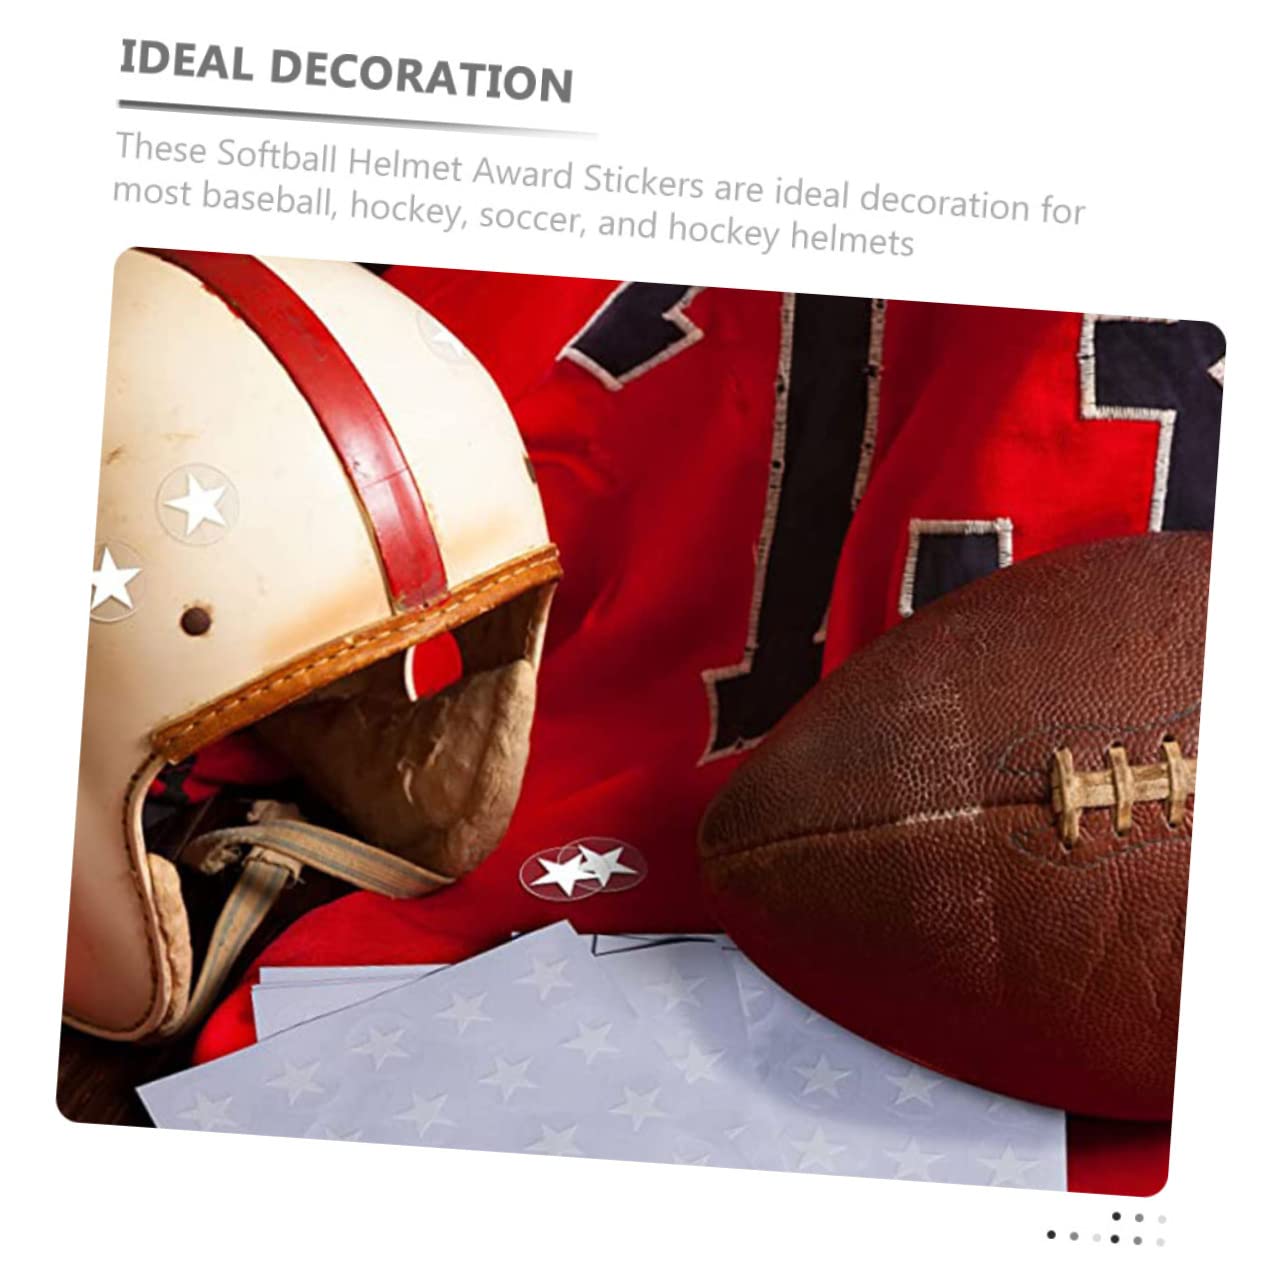 IDEAL DECORATION
These Softball Helmet Award Stickers are ideal decoration for
most baseball, hockey, soccer, and hockey helmets